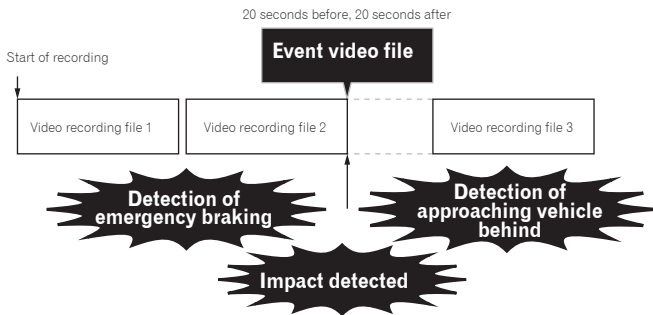 20 seconds before, 20 seconds after
Event video file
Start of recording
Video recording file 1
Video recording file 2
Video recording file 3
Detection of
emergency braking
Detection of
approaching vehicle
behind
Impact detected